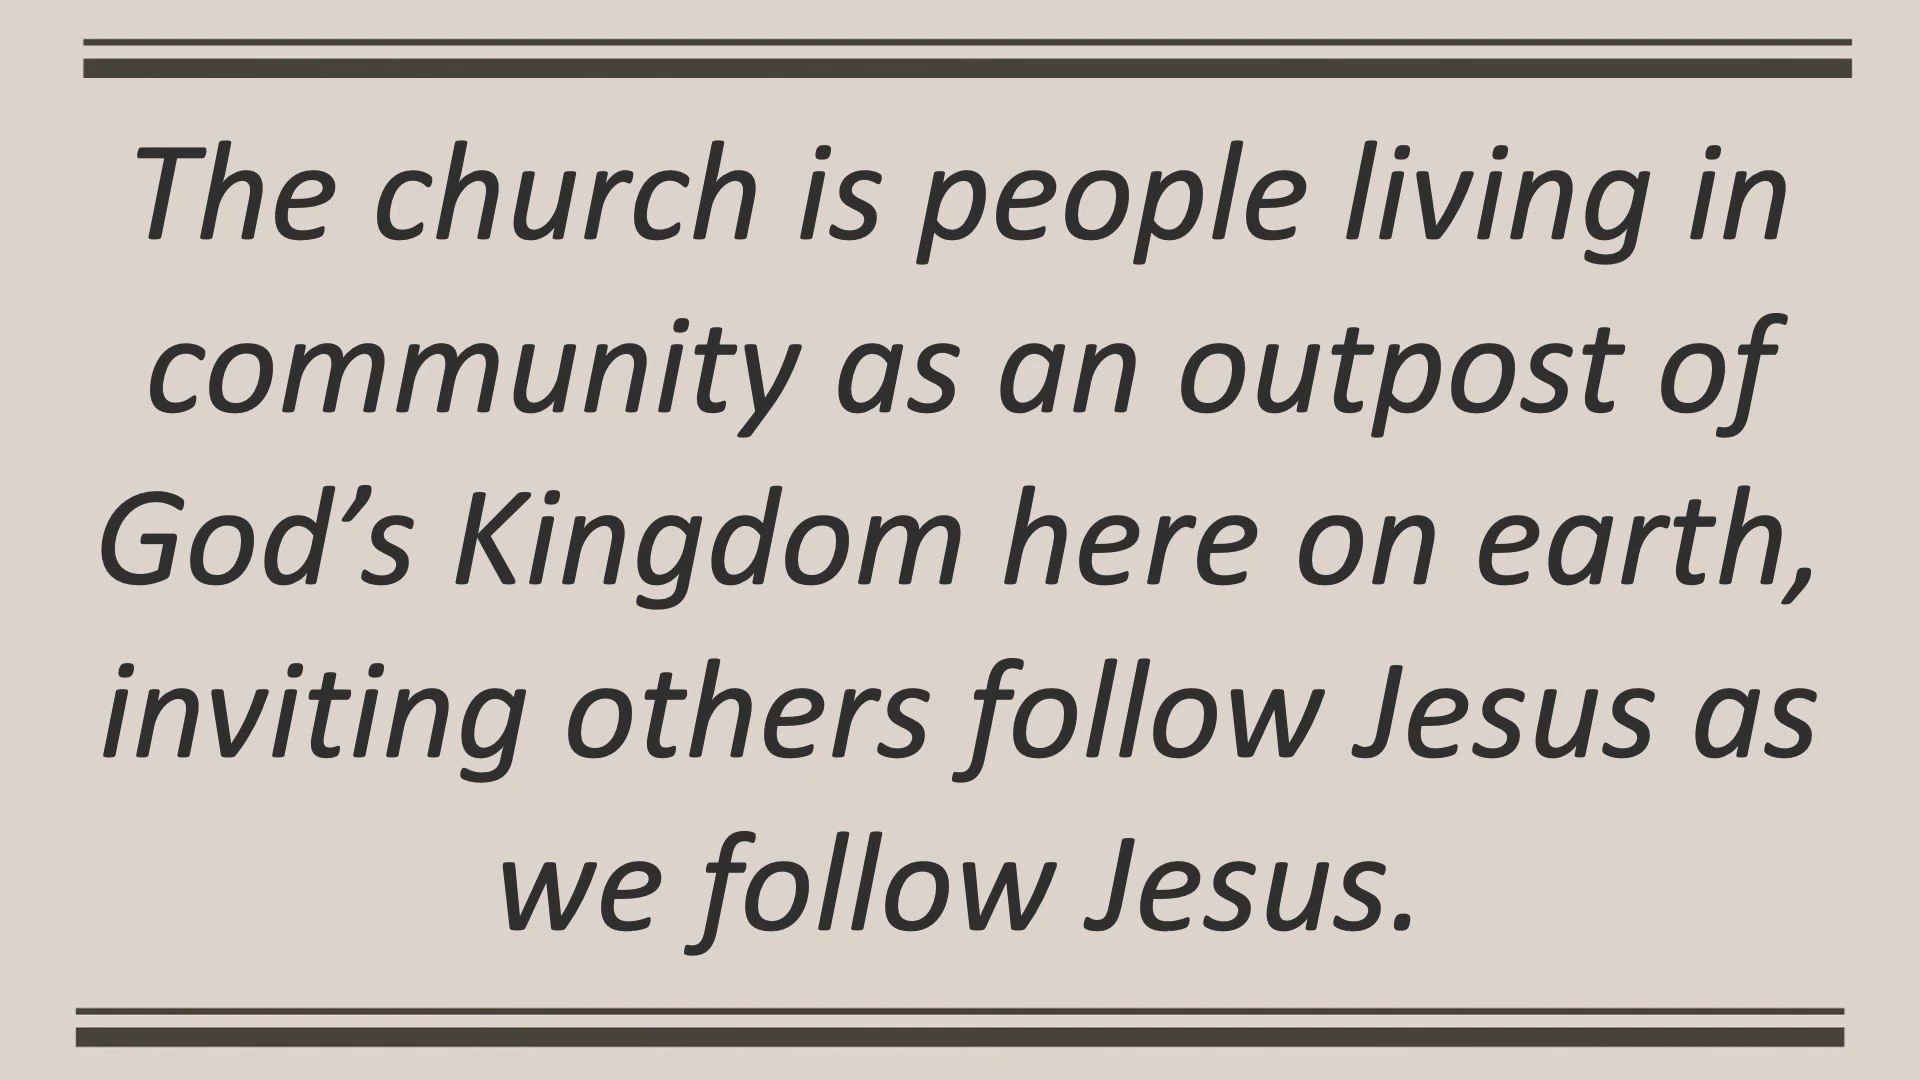 The church is people living in
community as an outpost of
God’s Kingdom here on earth,
inviting others follow Jesus as
we follow Jesus.